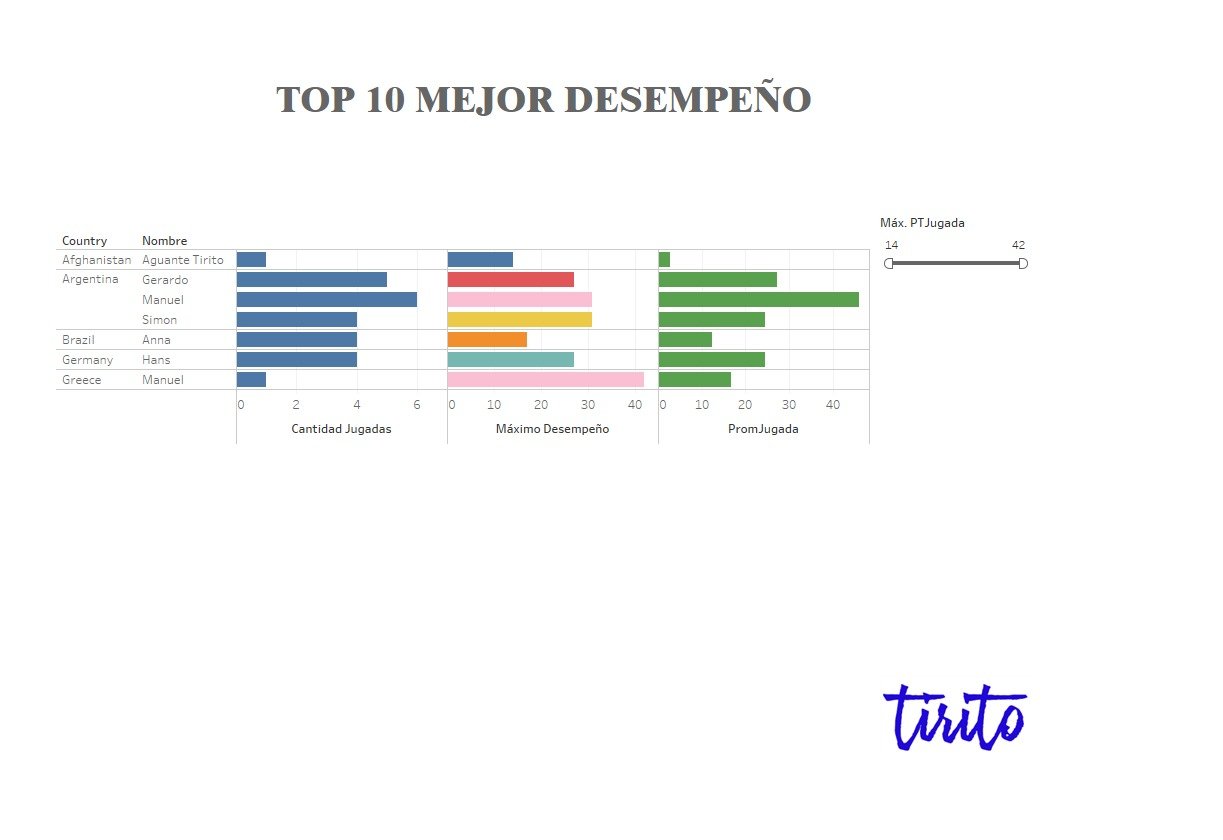 TOP 10 MEJOR DESEMPEÑO
Máx. PTJugada
14 42
Country Nombre
Afghanistan Aguante Tirito
Argentina Gerardo
Manuel
Simon
Brazil Anna
Germany Hans
Greece Manuel
0 2 4 6 0 10 20 30 40 0 10 20 30 40
Cantidad Jugadas Máximo Desempeño PromJugada
tirito